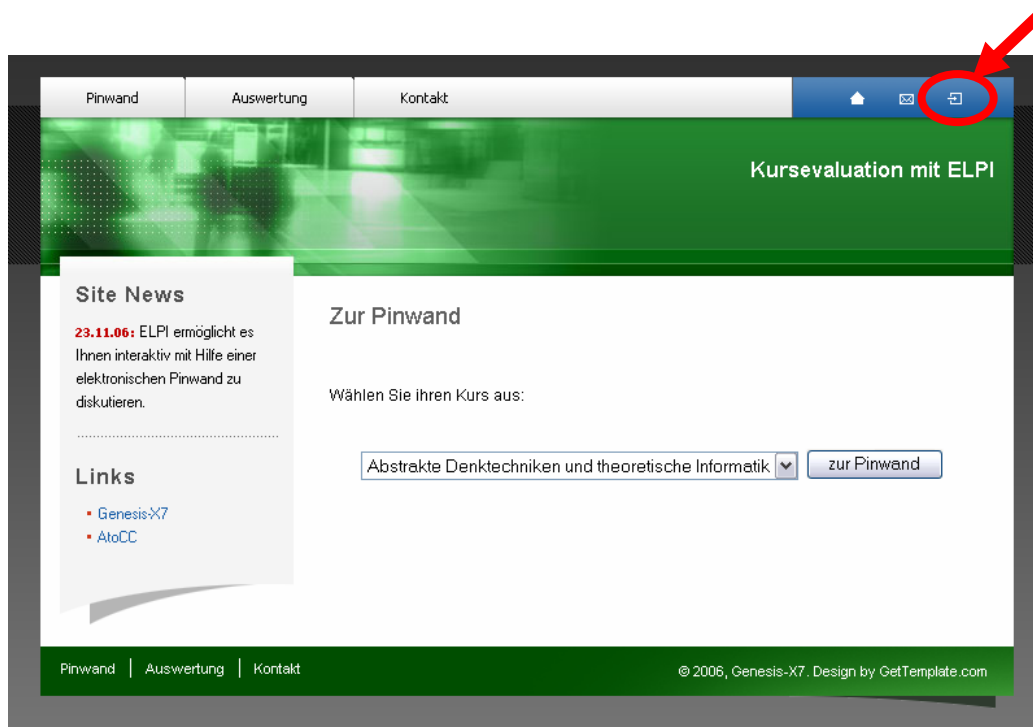 Pinwand
Auswertung
Kontakt
Kursevaluation mit ELPI
Site News
23.11.06: ELPI ermöglicht es
Ihnen interaktiv mit Hilfe einer
elektronischen Pinwand zu
diskutieren.
Links
Genesis-X7
AtoCC
Zur Pinwand
Wählen Sie ihren Kurs aus:
Abstrakte Denktechniken und theoretische Informatik
zur Pinwand
Pinwand | Auswertung | Kontakt
© 2006, Genesis-X7. Design by GetTemplate.com